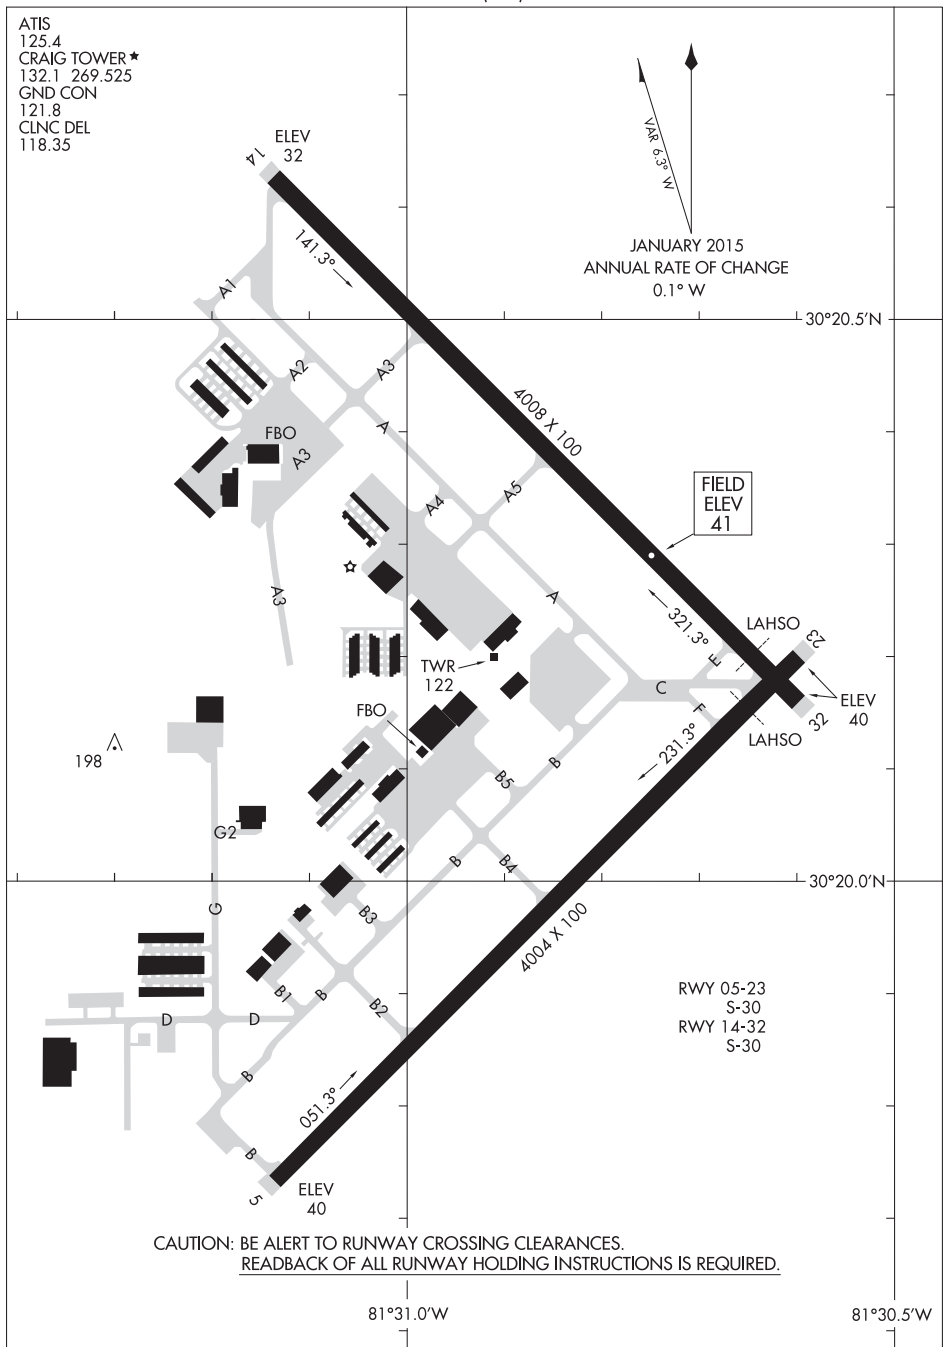 ATIS
125.4
CRAIG TOWER★
132.1 269.525
GND CON
121.8
CLNC DEL
118.35
ELEV
32
14
VAR 6.3° W
JANUARY 2015
ANNUAL RATE OF CHANGE
0.1° W
141.3°
A1
30°20.5'N
A2
A3
4008 X 100
A
FBO
A3
A4
A5
FIELD
ELEV
41
A3
A
321.3°
LAHSO
23
E
TWR
122
C
ELEV
40
FBO
F
32
LAHSO
231.3°
198
B5
B
G2
B
B4
30°20.0'N
G
B3
4004 X 100
RWY 05-23
S-30
RWY 14-32
S-30
B1
B
B2
D
D
B
051.3°
B
5
ELEV
40
CAUTION: BE ALERT TO RUNWAY CROSSING CLEARANCES.
READBACK OF ALL RUNWAY HOLDING INSTRUCTIONS IS REQUIRED.
81°31.0'W
81°30.5'W